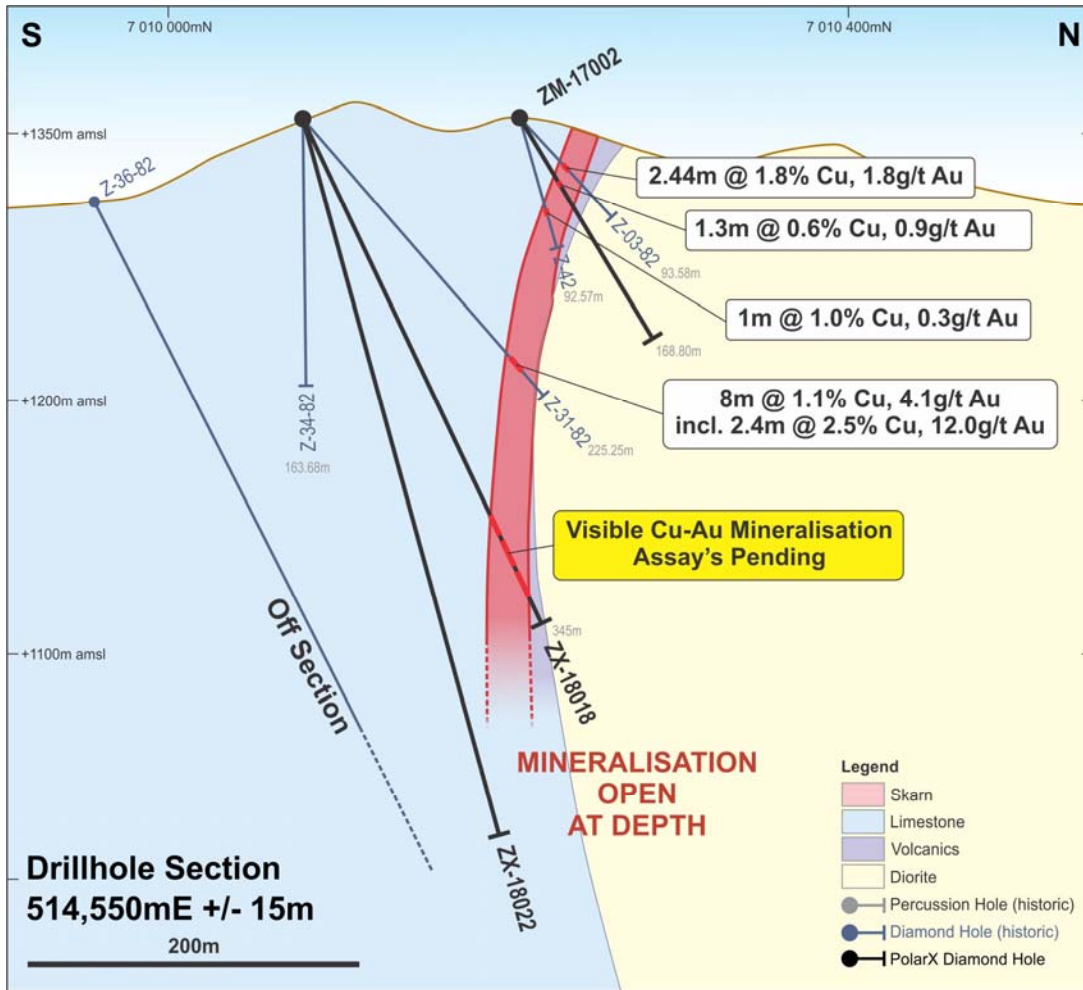 7 010 000mN
7 010 400mN
S
N
ZM-17002
+1350m amsl
Z-36-82
2.44m @ 1.8% Cu, 1.8g/t Au
1.3m @ 0.6% Cu, 0.9g/t Au
Z-03-82
93.58m
Z-42
92.57m
1m @ 1.0% Cu, 0.3g/t Au
168.80m
+1200m amsl
Z-34-82
163.68m
Z-31-82
225.25m
8m @ 1.1% Cu, 4.1g/t Au
incl. 2.4m @ 2.5% Cu, 12.0g/t Au
Visible Cu-Au Mineralisation
Assay's Pending
Off Section
345m
ZX-18018
+1100m amsl
MINERALISATION
OPEN
AT DEPTH
ZX-18022
Drillhole Section
514,550mE +/- 15m
200m
Legend
Skarn
Limestone
Volcanics
Diorite
Percussion Hole (historic)
Diamond Hole (historic)
PolarX Diamond Hole